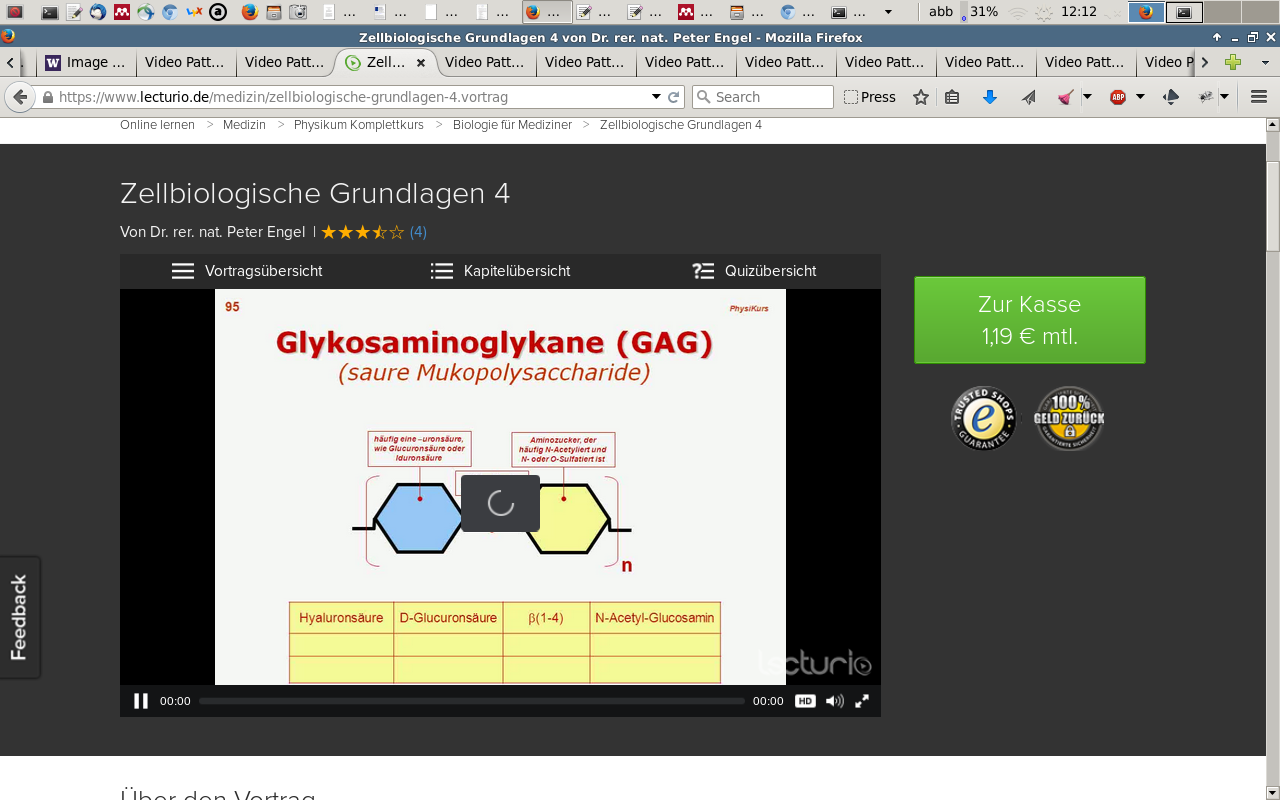 ... ... ... ... ... ... ... ... ... ... ... abb 31% 12:12
Zellbiologische Grundlagen 4 von Dr. rer. nat. Peter Engel - Mozilla Firefox
Image ... Video Patt... Video Patt... Zell... Video Patt... Video Patt... Video Patt... Video Patt... Video Patt... Video Patt... Video Patt... Video P
https://www.lecturio.de/medizin/zellbiologische-grundlagen-4.vortrag Search Press ABP
Online lernen > Medizin > Physikum Komplettkurs > Biologie für Mediziner > Zellbiologische Grundlagen 4
Zellbiologische Grundlagen 4
Von Dr. rer. nat. Peter Engel | (4)
Vortragsübersicht Kapitelübersicht Quizübersicht
Zur Kasse
1,19 € mtl.
TRUSTED SHOPS
GUARANTEE
100%
GELD ZURÜCK
95 PhysiKurs
Glykosaminoglykane (GAG)
(saure Mukopolysaccharide)
häufig eine –uronsäure,
wie Glucuronsäure oder
Iduronsäure
Aminozucker, der
häufig N-Acetyliert und
N- oder O-Sulfatiert ist
n
Hyaluronsäure D-Glucuronsäure β(1-4) N-Acetyl-Glucosamin
Lecturio
00:00 00:00 HD
Feedback
Über den Vortrag